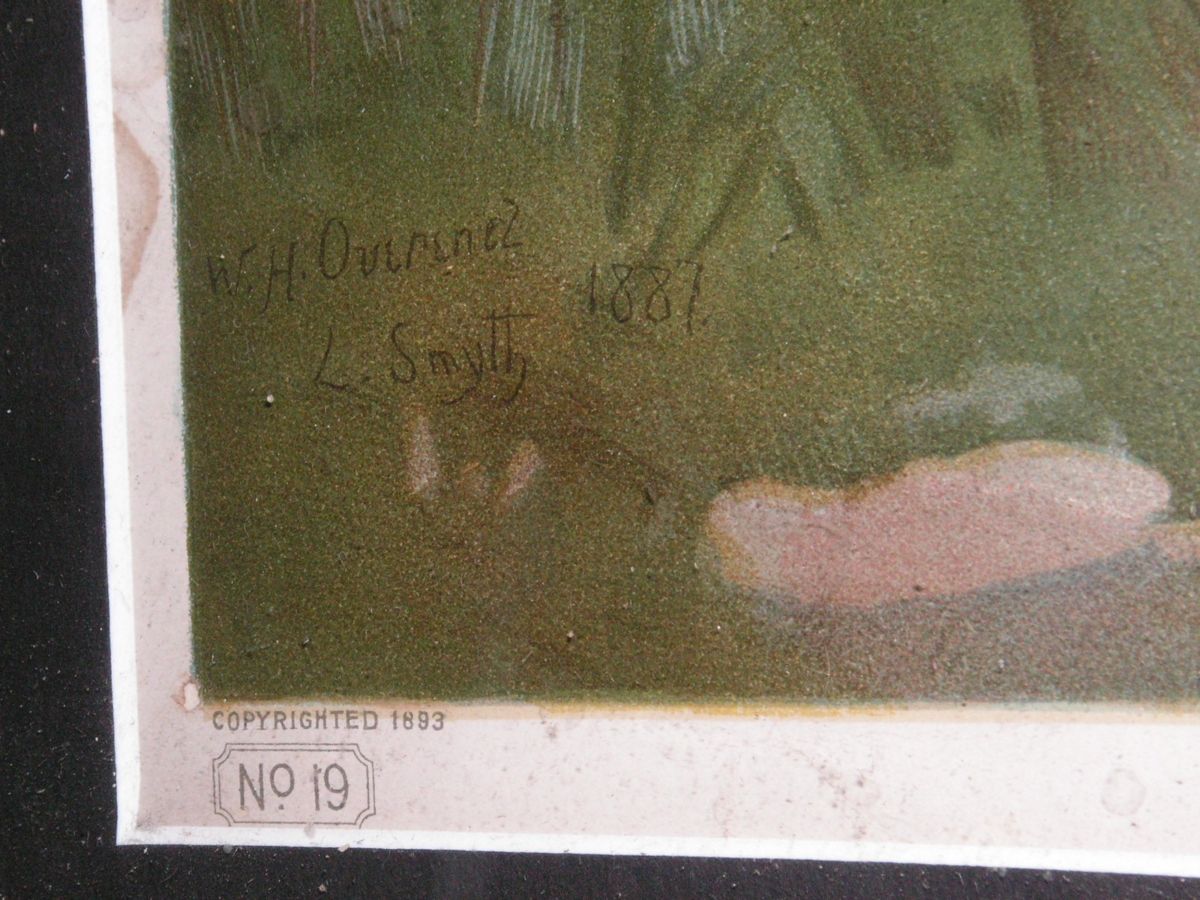 W. H. Overend
1887.
L. Smyth
COPYRIGHTED 1893
No 19